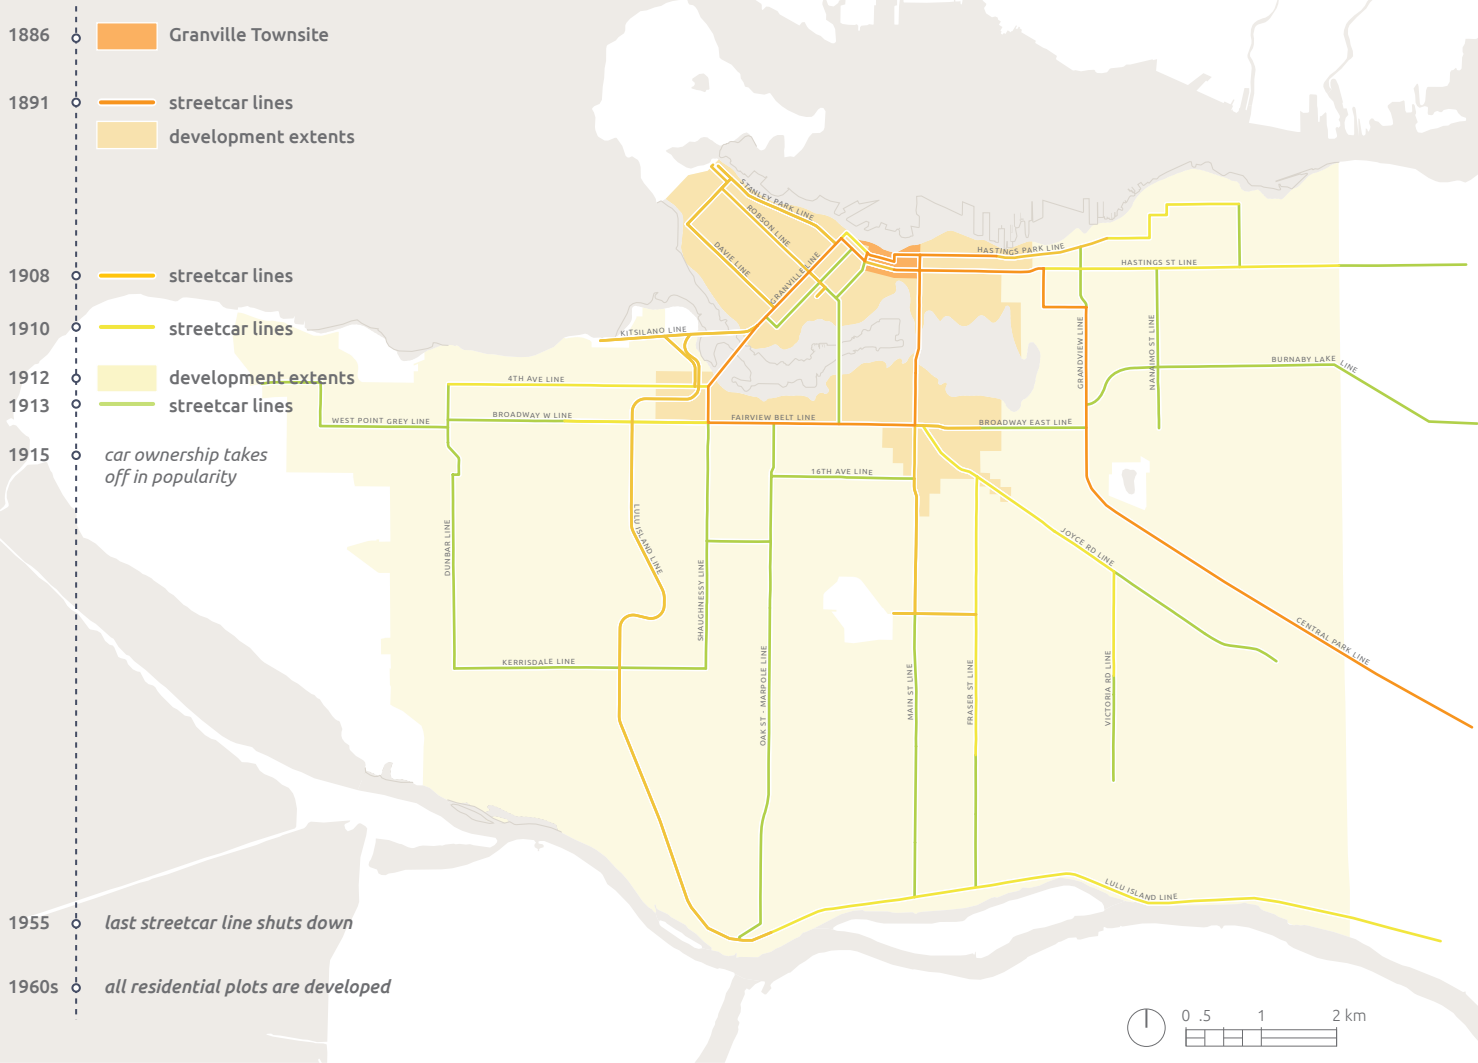 1886 Granville Townsite
1891 streetcar lines
development extents
1908 streetcar lines
1910 streetcar lines
1912 development extents
1913 streetcar lines
1915 car ownership takes
off in popularity
1955 last streetcar line shuts down
1960s all residential plots are developed
STANLEY PARK LINE
ROBSON LINE
DAVIE LINE
GRANVILLE LINE
HASTINGS PARK LINE
HASTINGS ST LINE
KITSILANO LINE
GRANDVIEW LINE
NANAIMO ST LINE
BURNABY LAKE LINE
4TH AVE LINE
WEST POINT GREY LINE
BROADWAY W LINE
FAIRVIEW BELT LINE
BROADWAY EAST LINE
16TH AVE LINE
DUNBAR LINE
LULU ISLAND LINE
SHAUGHNESSY LINE
JOYCE RD LINE
CENTRAL PARK LINE
KERRISDALE LINE
OAK ST - MARPOLE LINE
MAIN ST LINE
FRASER ST LINE
VICTORIA RD LINE
LULU ISLAND LINE
0 .5 1 2 km